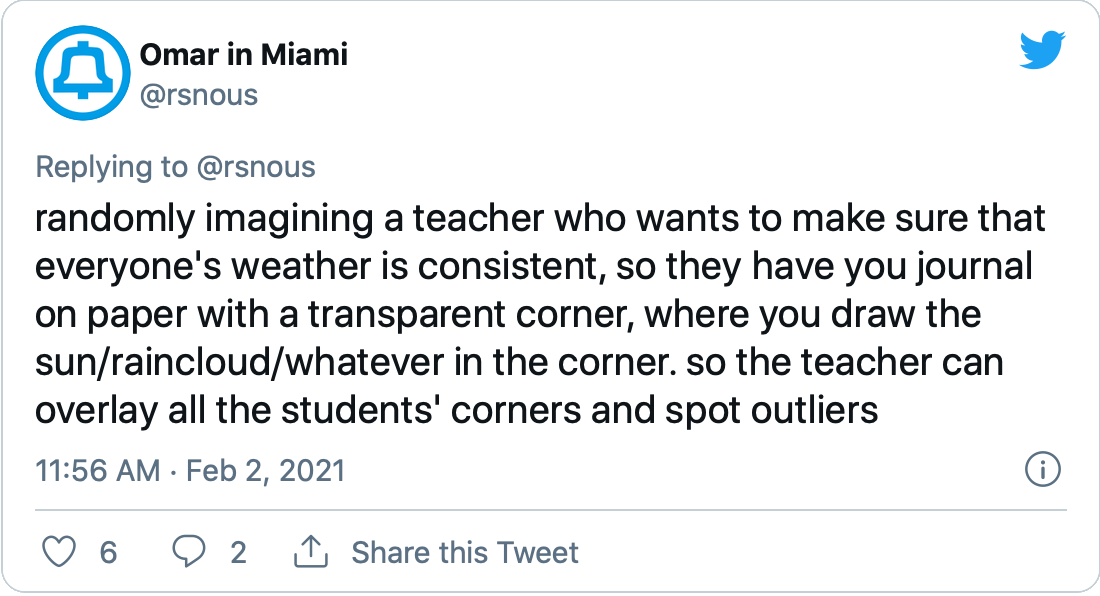 Omar in Miami
@rsnous
Replying to @rsnous
randomly imagining a teacher who wants to make sure that
everyone's weather is consistent, so they have you journal
on paper with a transparent corner, where you draw the
sun/raincloud/whatever in the corner. so the teacher can
overlay all the students' corners and spot outliers
11:56 AM · Feb 2, 2021
6 2 Share this Tweet